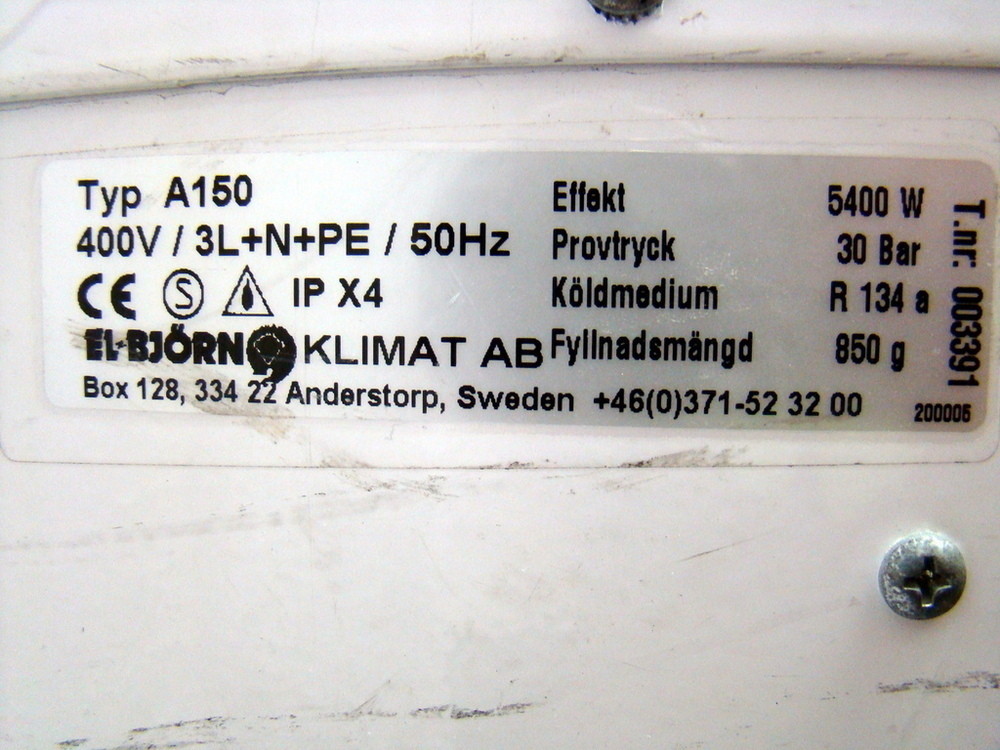 Typ A150
400V / 3L+N+PE / 50Hz
CE S IP X4
EL-BJÖRN KLIMAT AB
Box 128, 334 22 Anderstorp, Sweden +46(0)371-52 32 00
Effekt 5400 W
Provtryck 30 Bar
Köldmedium R 134 a
Fyllnadsmängd 850 g
T.nr. 003391
200006